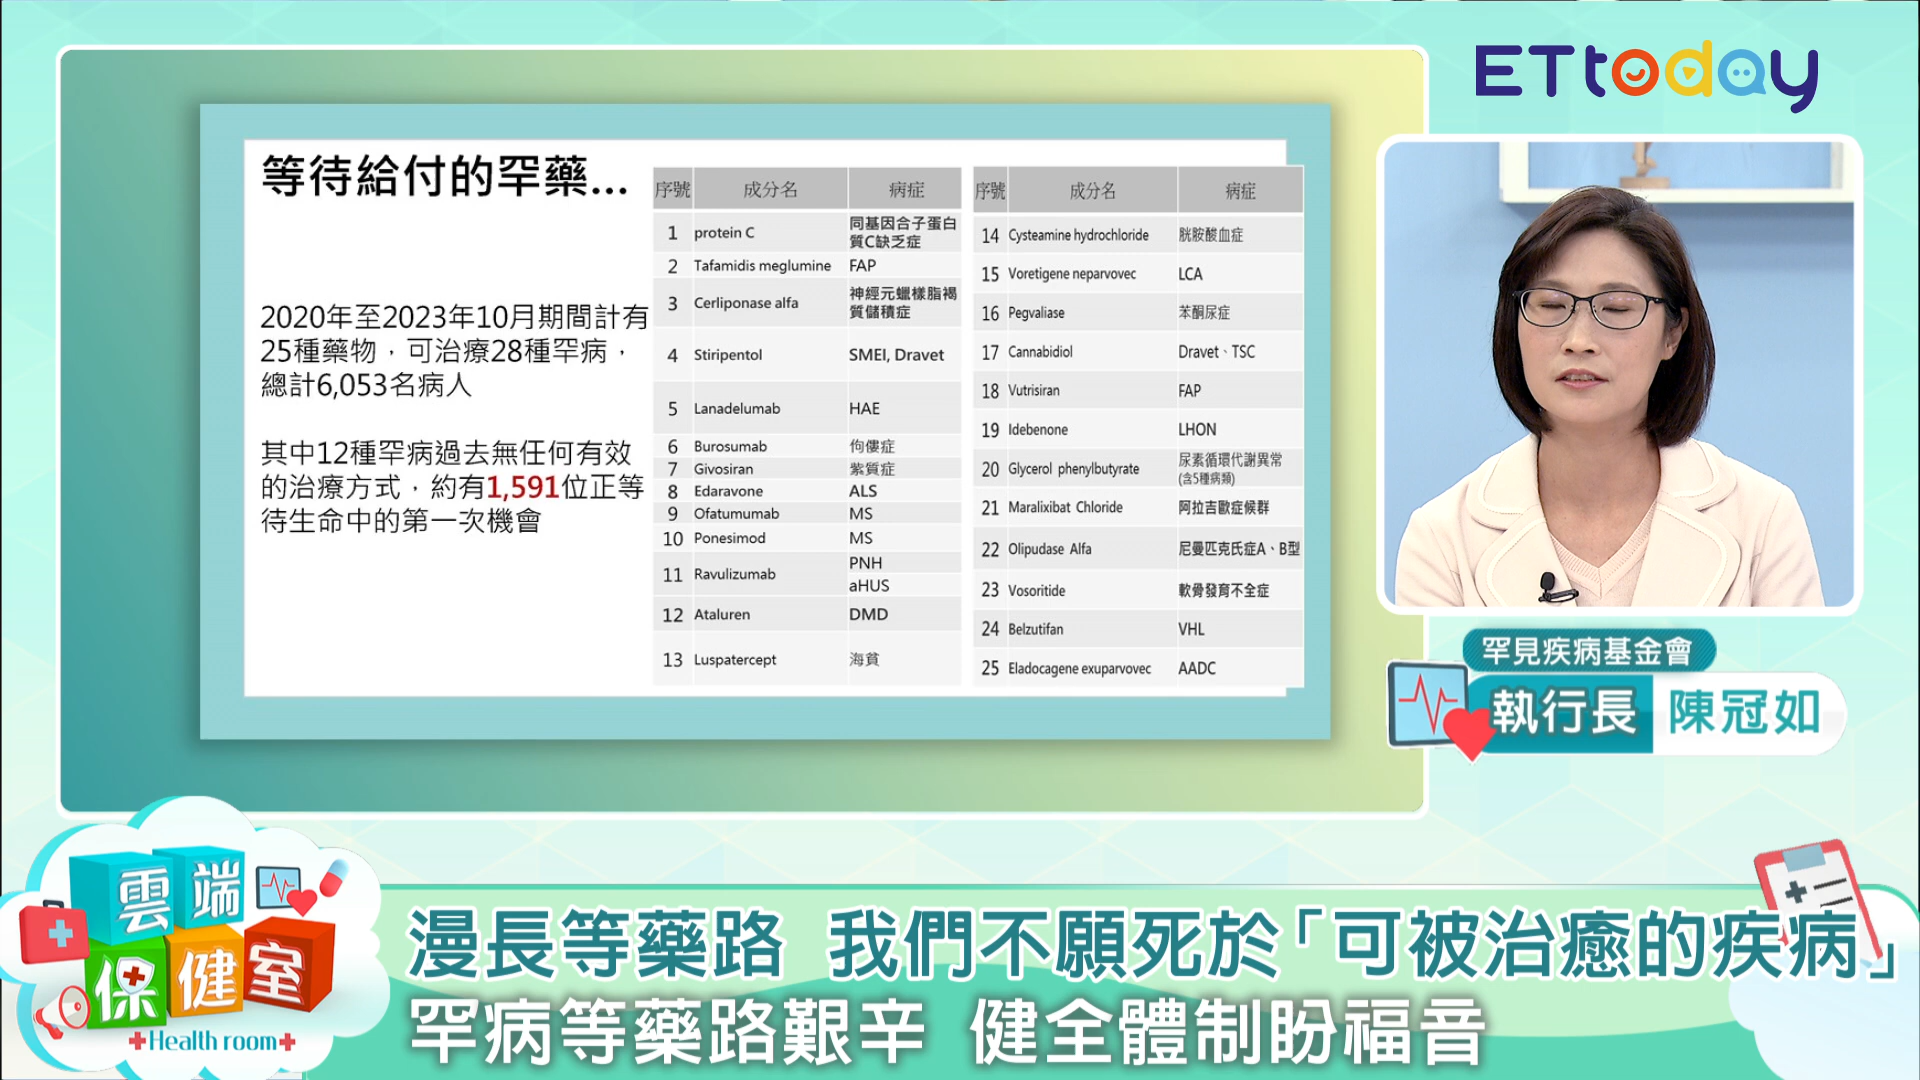 ETtoday
等待給付的罕藥...
2020年至2023年10月期間計有
25種藥物，可治療28種罕病，
總計6,053名病人
其中12種罕病過去無任何有效
的治療方式，約有1,591位正等
待生命中的第一次機會
序號 成分名 病症
1 protein C 同基因合子蛋白
質C缺乏症
2 Tafamidis meglumine FAP
3 Cerliponase alfa 神經元蠟樣脂褐
質儲積症
4 Stiripentol SMEI, Dravet
5 Lanadelumab HAE
6 Burosumab 佝僂症
7 Givosiran 紫質症
8 Edaravone ALS
9 Ofatumumab MS
10 Ponesimod MS
11 Ravulizumab PNH
aHUS
12 Ataluren DMD
13 Luspatercept 海貧
序號 成分名 病症
14 Cysteamine hydrochloride 胱胺酸血症
15 Voretigene neparvovec LCA
16 Pegvaliase 苯酮尿症
17 Cannabidiol Dravet、TSC
18 Vutrisiran FAP
19 Idebenone LHON
20 Glycerol phenylbutyrate 尿素循環代謝異常
(含5種病類)
21 Maralixibat Chloride 阿拉吉歐症候群
22 Olipudase Alfa 尼曼匹克氏症A、B型
23 Vosoritide 軟骨發育不全症
24 Belzutifan VHL
25 Eladocagene exuparvovec AADC
罕見疾病基金會
執行長 陳冠如
雲端
保健室
Health room
漫長等藥路 我們不願死於「可被治癒的疾病」
罕病等藥路艱辛 健全體制盼福音